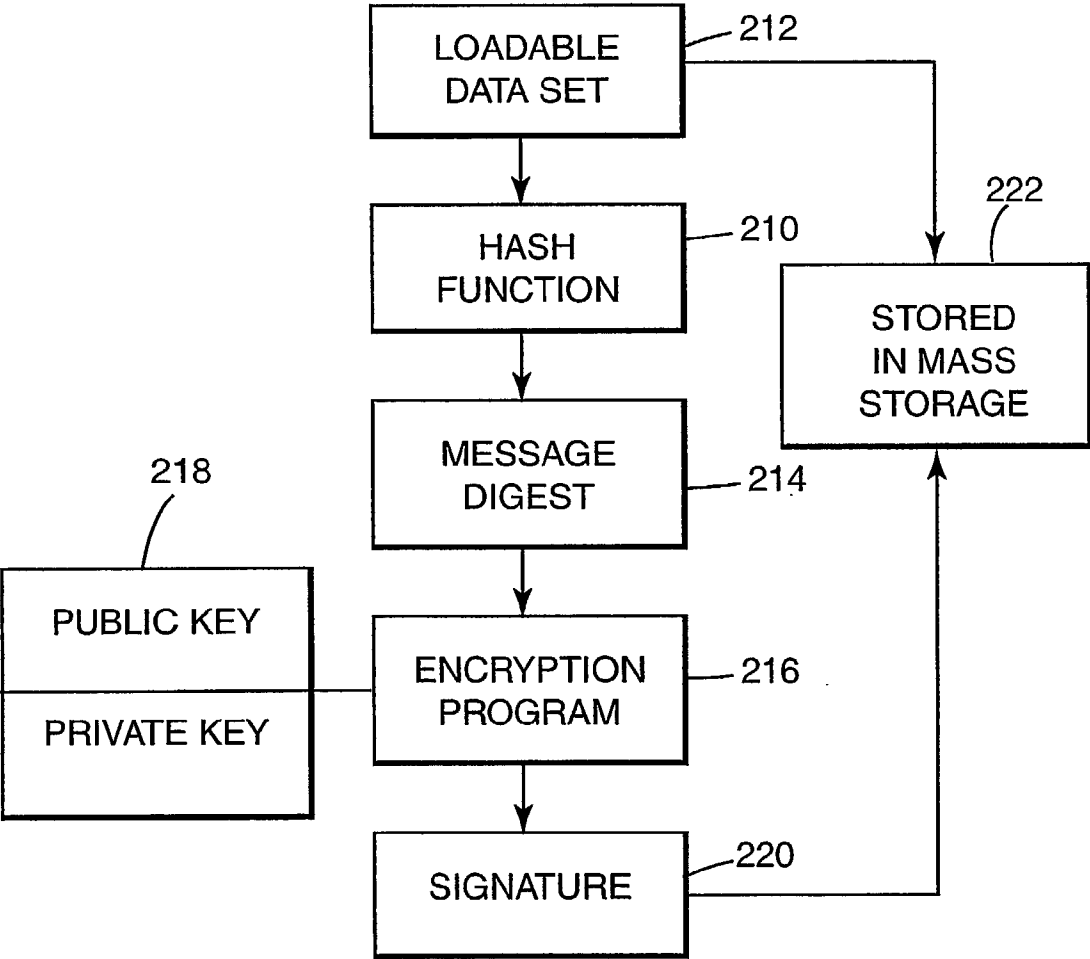 LOADABLE
DATA SET
212
HASH
FUNCTION
210
222
STORED
IN MASS
STORAGE
MESSAGE
DIGEST
214
218
PUBLIC KEY
PRIVATE KEY
ENCRYPTION
PROGRAM
216
SIGNATURE
220